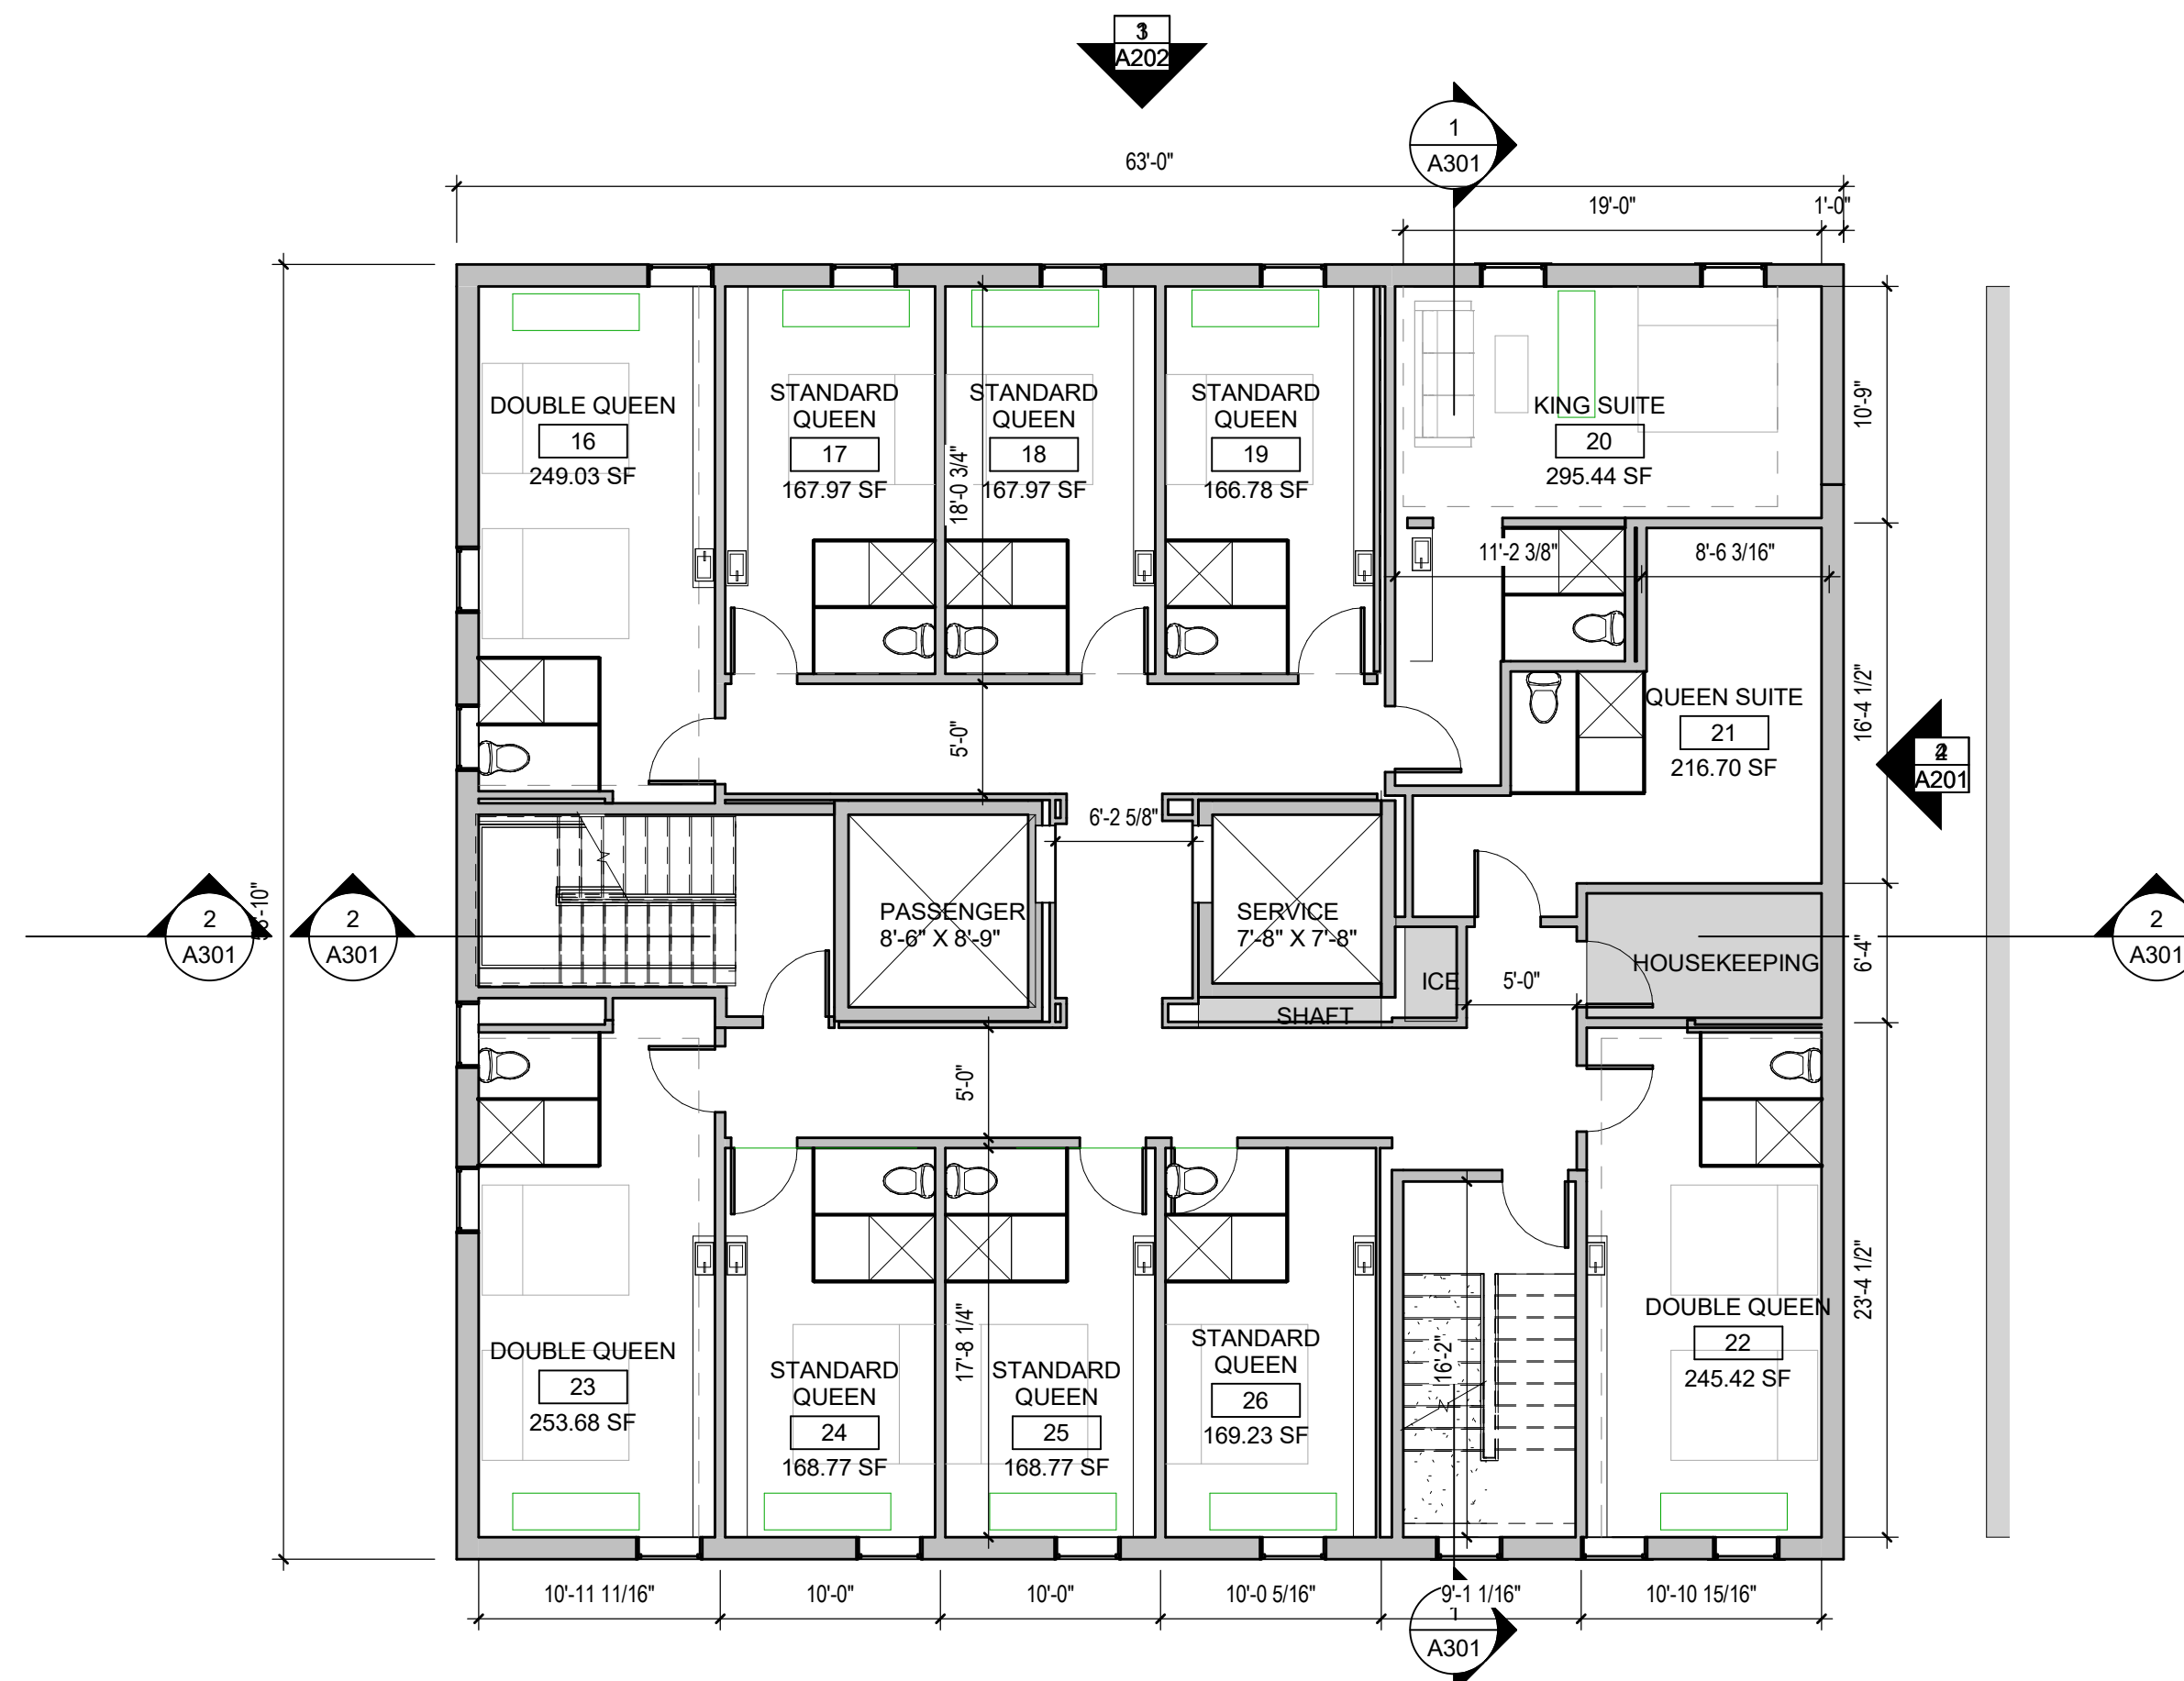 3
A202
1
A301
63'-0"
19'-0"
1'-0"
DOUBLE QUEEN
16
249.03 SF
STANDARD
QUEEN
17
167.97 SF
STANDARD
QUEEN
18
167.97 SF
STANDARD
QUEEN
19
166.78 SF
KING SUITE
20
295.44 SF
10'-9"
18'-0 3/4"
11'-2 3/8"
8'-6 3/16"
QUEEN SUITE
21
216.70 SF
16'-4 1/2"
5'-0"
A201
6'-2 5/8"
2
A301
2
A301
PASSENGER
8'-6" X 8'-9"
SERVICE
7'-8" X 7'-8"
ICE
5'-0"
HOUSEKEEPING
6'-4"
2
A301
SHAFT
5'-0"
DOUBLE QUEEN
23
253.68 SF
STANDARD
QUEEN
24
168.77 SF
17'-8 1/4"
STANDARD
QUEEN
25
168.77 SF
STANDARD
QUEEN
26
169.23 SF
16'-2"
DOUBLE QUEEN
22
245.42 SF
23'-4 1/2"
10'-11 11/16"
10'-0"
10'-0"
10'-0 5/16"
9'-1 1/16"
10'-10 15/16"
1
A301